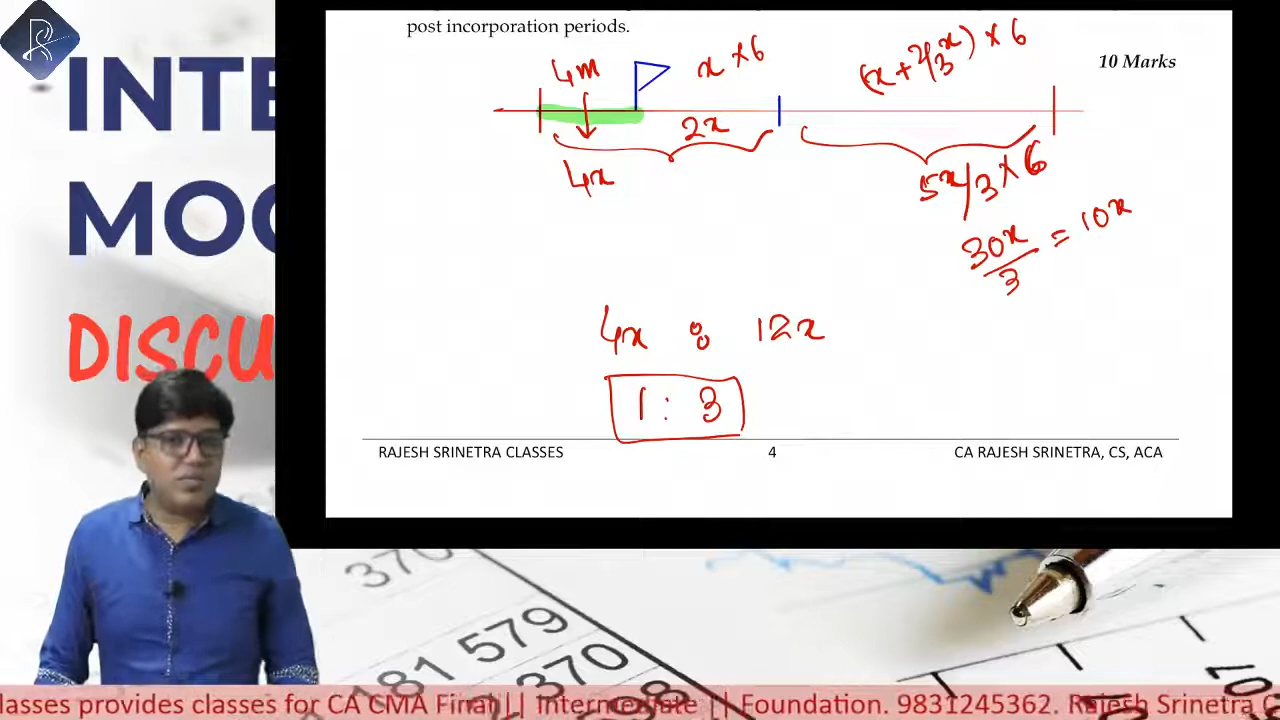 INTE
MOC
DISCU
post incorporation periods.
10 Marks
4m
x × 6
(x + 2/3 x) × 6
2x
4x
5x/3 × 6
30x/3 = 10x
4x : 12x
1 : 3
RAJESH SRINETRA CLASSES 4 CA RAJESH SRINETRA, CS, ACA
370
181 579
370
lasses provides classes for CA CMA Final || Intermediate || Foundation. 9831245362. Rajesh Srinetra C